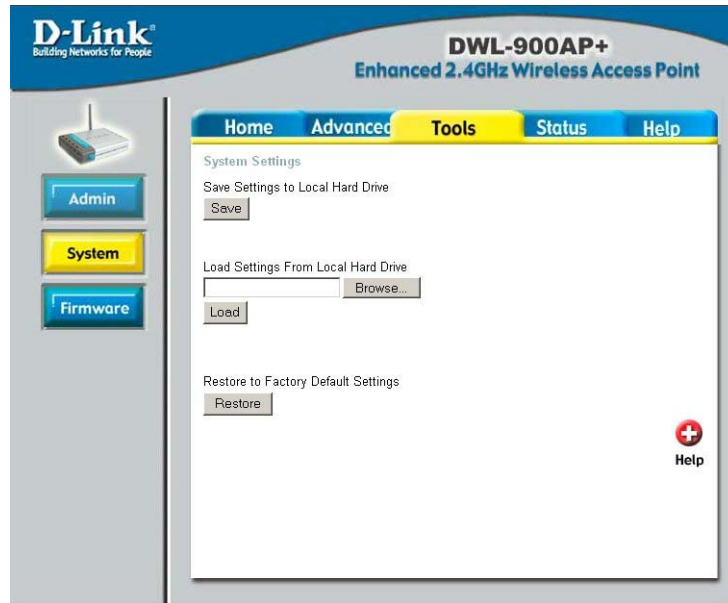 D-Link
Building Networks for People
DWL-900AP+
Enhanced 2.4GHz Wireless Access Point
Home Advanced Tools Status Help
Admin
System
Firmware
System Settings
Save Settings to Local Hard Drive
Save
Load Settings From Local Hard Drive
Browse...
Load
Restore to Factory Default Settings
Restore
Help